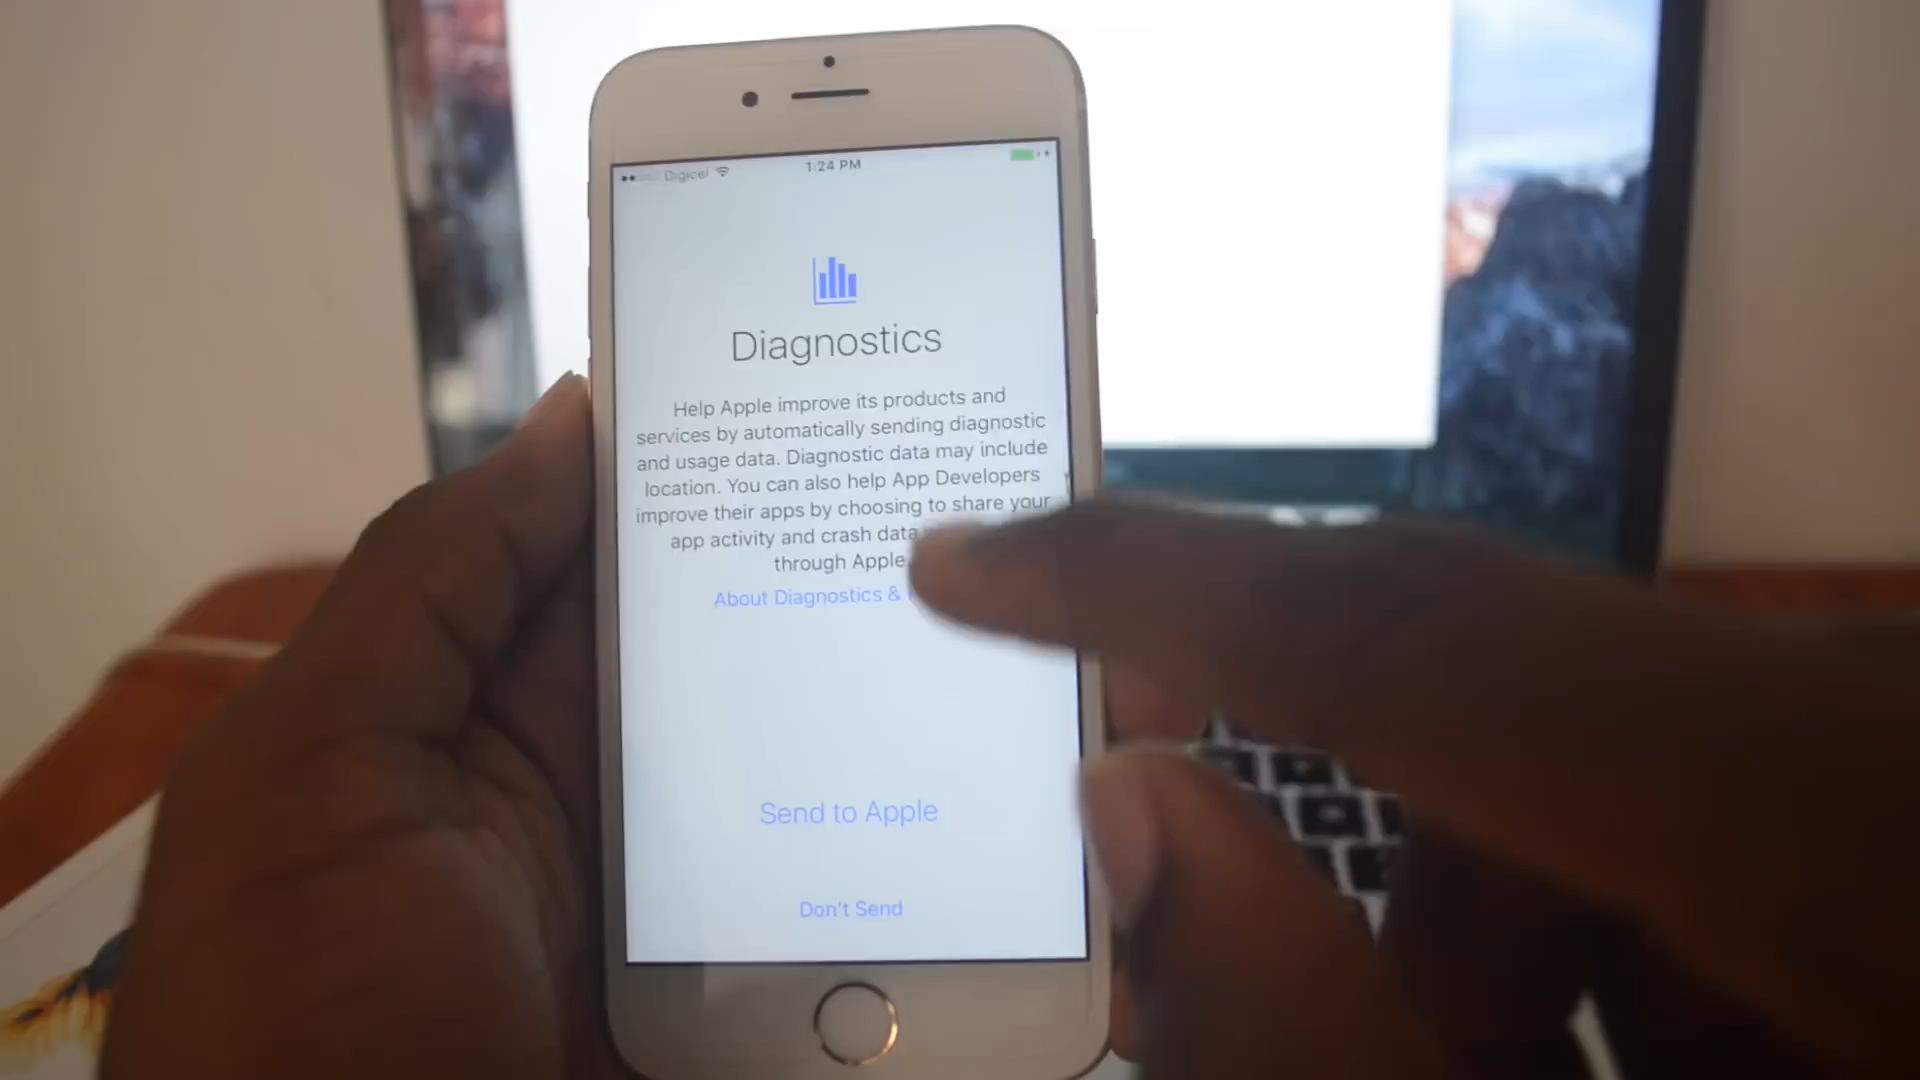 Digicel
1:24 PM
Diagnostics
Help Apple improve its products and
services by automatically sending diagnostic
and usage data. Diagnostic data may include
location. You can also help App Developers
improve their apps by choosing to share your
app activity and crash data
through Apple
About Diagnostics &
Send to Apple
Don't Send